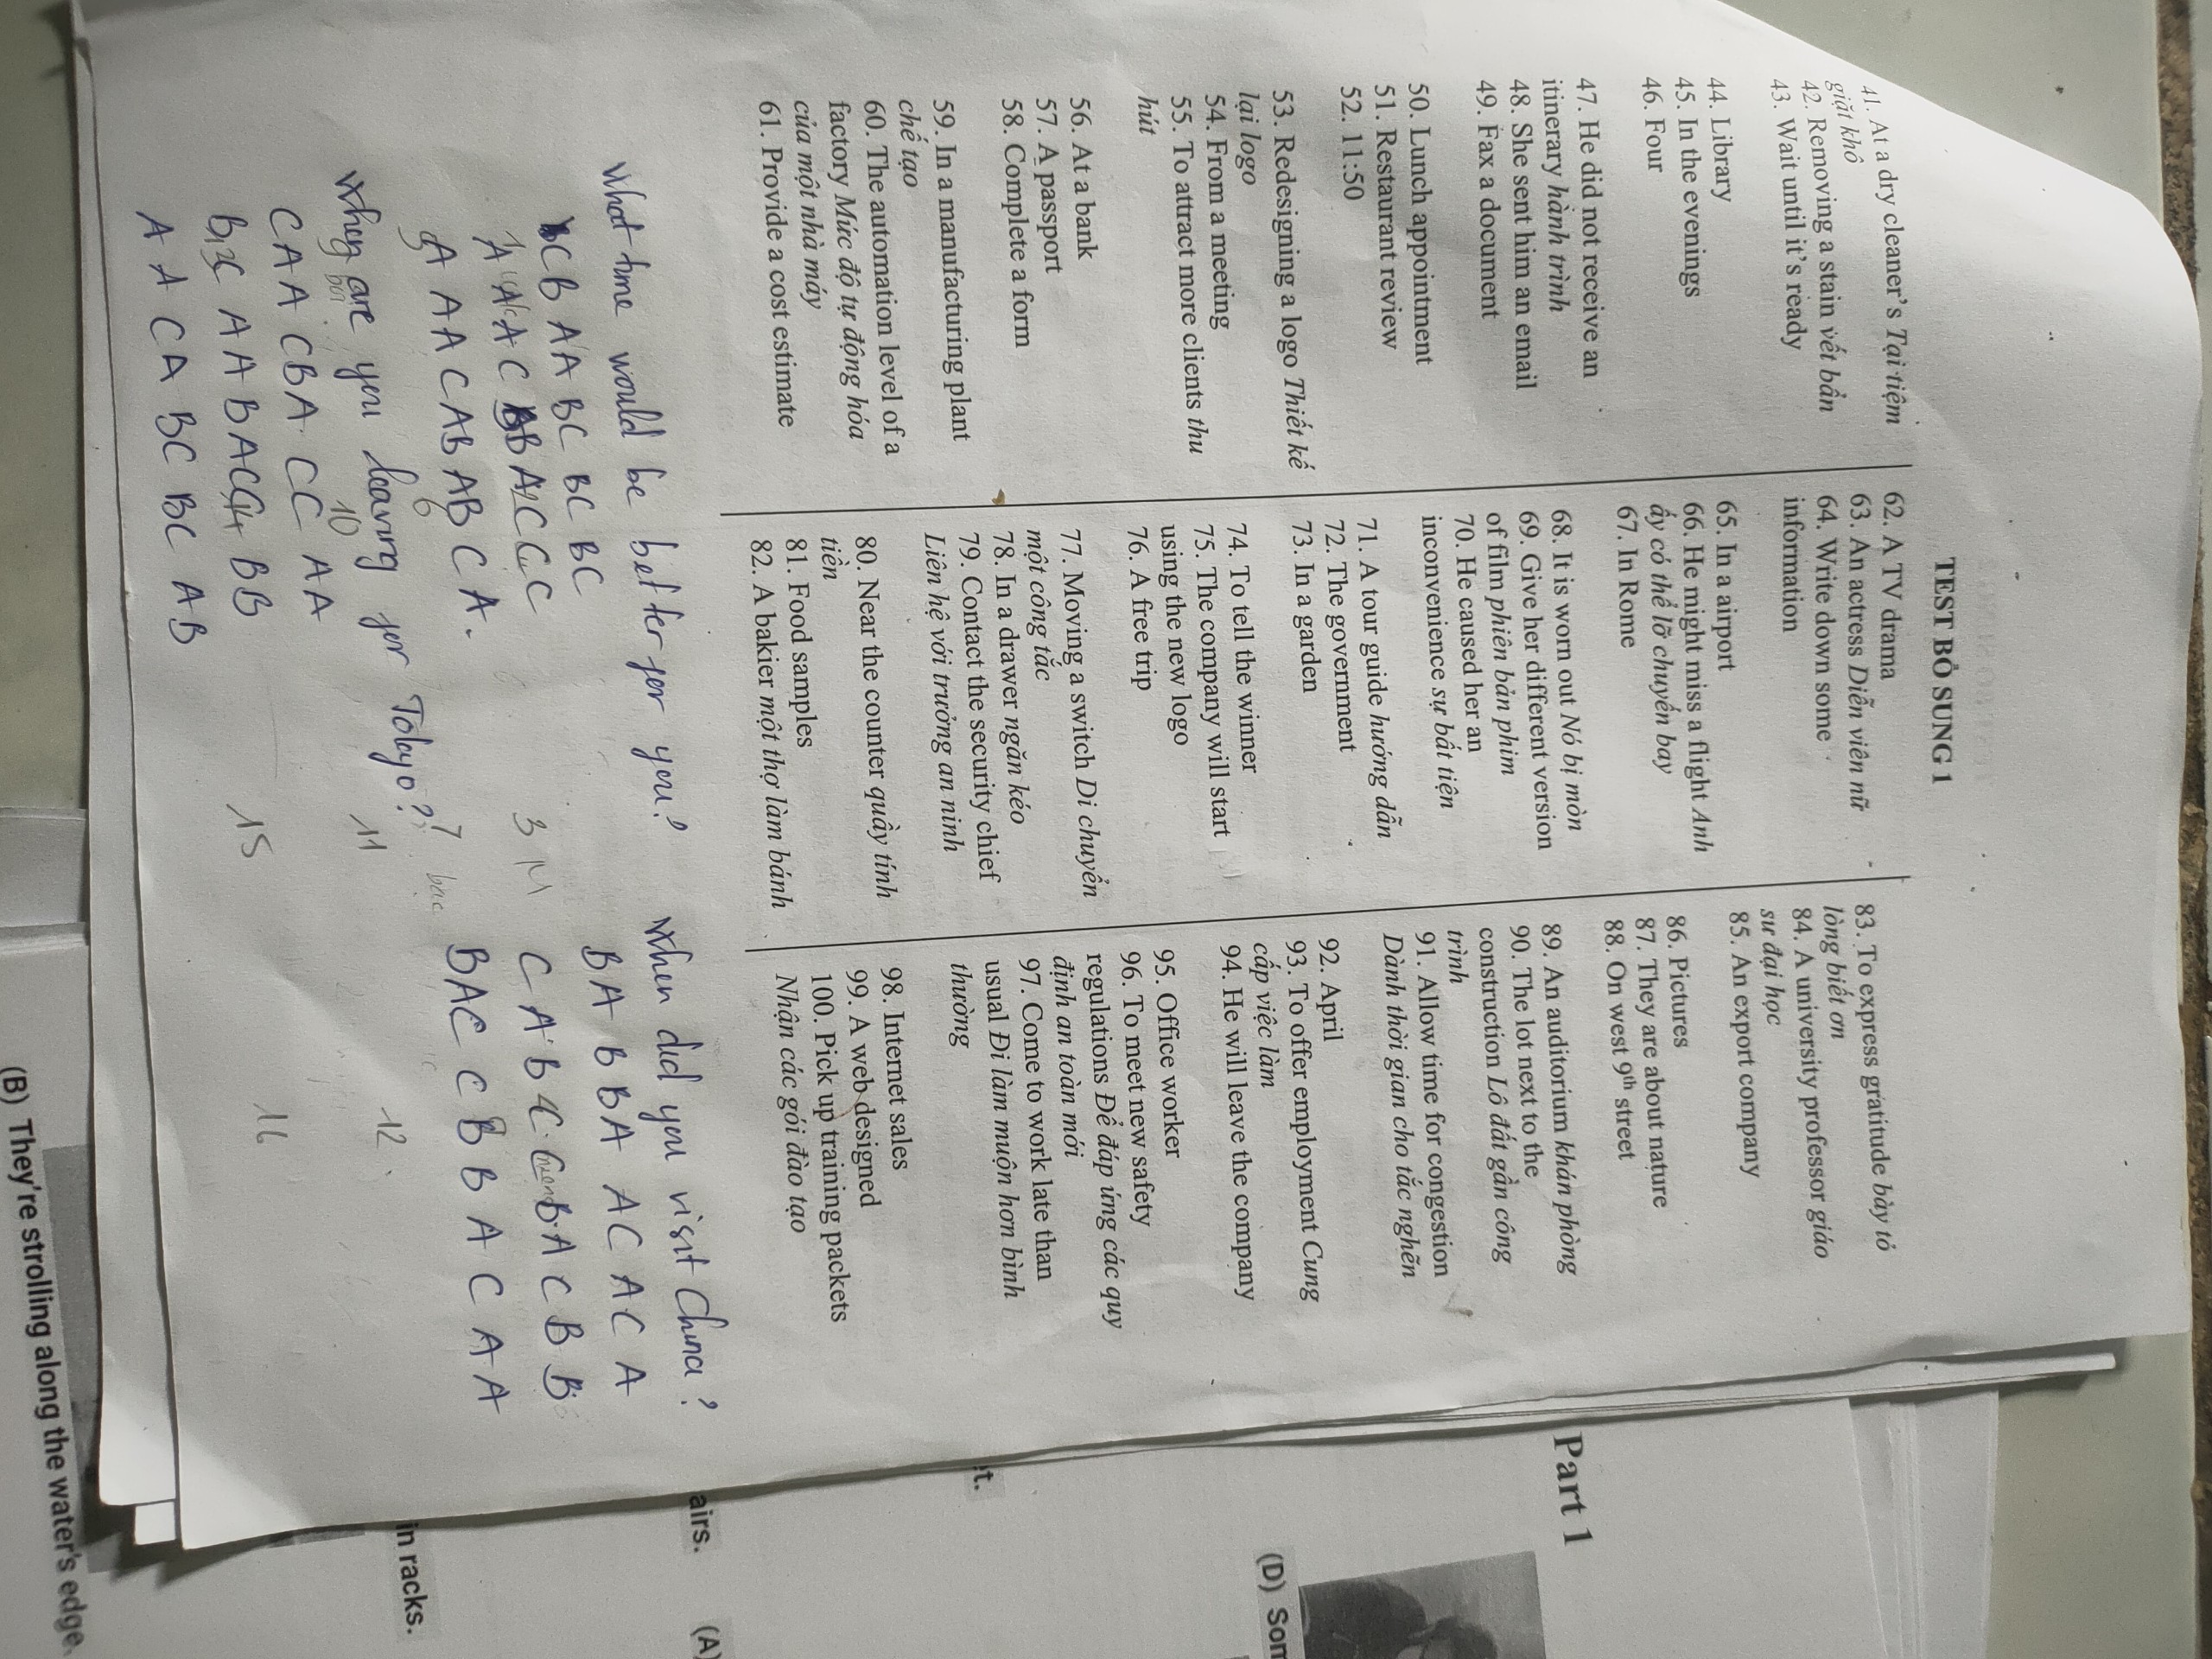 TEST BỔ SUNG 1
41. At a dry cleaner's Tại tiệm
giặt khô
42. Removing a stain vết bẩn
43. Wait until it's ready
44. Library
45. In the evenings
46. Four
47. He did not receive an
itinerary hành trình
48. She sent him an email
49. Fax a document
50. Lunch appointment
51. Restaurant review
52. 11:50
53. Redesigning a logo Thiết kế
lại logo
54. From a meeting
55. To attract more clients thu
hút
56. At a bank
57. A passport
58. Complete a form
59. In a manufacturing plant
chế tạo
60. The automation level of a
factory Mức độ tự động hóa
của một nhà máy
61. Provide a cost estimate
62. A TV drama
63. An actress Diễn viên nữ
64. Write down some
information
65. In a airport
66. He might miss a flight Anh
ấy có thể lỡ chuyến bay
67. In Rome
68. It is worn out Nó bị mòn
69. Give her different version
of film phiên bản phim
70. He caused her an
inconvenience sự bất tiện
71. A tour guide hướng dẫn
72. The government
73. In a garden
74. To tell the winner
75. The company will start
using the new logo
76. A free trip
77. Moving a switch Di chuyển
một công tắc
78. In a drawer ngăn kéo
79. Contact the security chief
Liên hệ với trưởng an ninh
80. Near the counter quầy tính
tiền
81. Food samples
82. A bakier một thợ làm bánh
83. To express gratitude bày tỏ
lòng biết ơn
84. A university professor giáo
sư đại học
85. An export company
86. Pictures
87. They are about nature
88. On west 9th street
89. An auditorium khán phòng
90. The lot next to the
construction Lô đất gần công
trình
91. Allow time for congestion
Dành thời gian cho tắc nghẽn
92. April
93. To offer employment Cung
cấp việc làm
94. He will leave the company
95. Office worker
96. To meet new safety
regulations Để đáp ứng các quy
định an toàn mới
97. Come to work late than
usual Đi làm muộn hơn bình
thường
98. Internet sales
99. A web designed
100. Pick up training packets
Nhận các gói đào tạo
What time would be better for you?
BCB AA BC BC BC
A A A C BB A C C C
A AA CAB AB C A.
When are you leaving for Tokyo?
CAA CBA CC AA
B C A A B A C C BB
A A CA BC BC AB
When did you visit China?
BA B BA AC AC A
C A B C C B A C B B
BAC C B B A C A A
3
5
6
7 bac
9
10
11
12
14
15
16
Part 1
(D) Som
t.
airs. (A)
in racks.
(B) They're strolling along the water's edge.